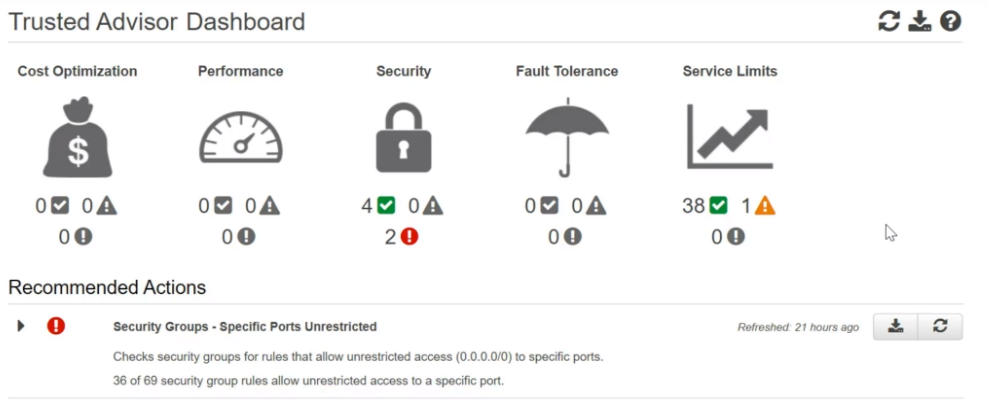 Trusted Advisor Dashboard
Cost Optimization Performance Security Fault Tolerance Service Limits
$
0 0 0 0 4 0 0 0 38 1
0 0 2 0 0
Recommended Actions
Security Groups - Specific Ports Unrestricted Refreshed: 21 hours ago
Checks security groups for rules that allow unrestricted access (0.0.0.0/0) to specific ports.
36 of 69 security group rules allow unrestricted access to a specific port.